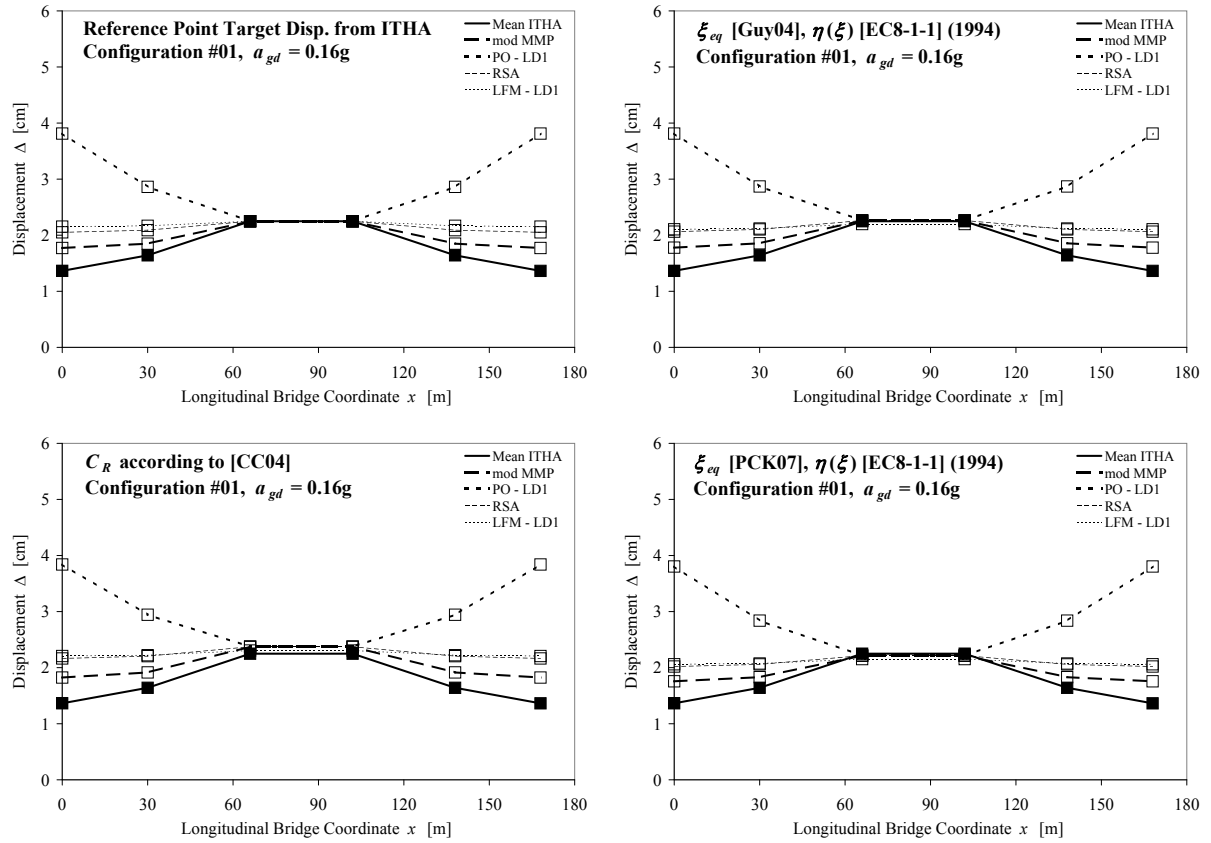 Reference Point Target Disp. from ITHA
Configuration #01, a gd = 0.16g
Mean ITHA
mod MMP
PO - LD1
RSA
LFM - LD1
6
5
4
3
2
1
0
Displacement Δ [cm]
0 30 60 90 120 150 180
Longitudinal Bridge Coordinate x [m]
ξ eq [Guy04], η(ξ) [EC8-1-1] (1994)
Configuration #01, a gd = 0.16g
Mean ITHA
mod MMP
PO - LD1
RSA
LFM - LD1
6
5
4
3
2
1
0
Displacement Δ [cm]
0 30 60 90 120 150 180
Longitudinal Bridge Coordinate x [m]
C R according to [CC04]
Configuration #01, a gd = 0.16g
Mean ITHA
mod MMP
PO - LD1
RSA
LFM - LD1
6
5
4
3
2
1
0
Displacement Δ [cm]
0 30 60 90 120 150 180
Longitudinal Bridge Coordinate x [m]
ξ eq [PCK07], η(ξ) [EC8-1-1] (1994)
Configuration #01, a gd = 0.16g
Mean ITHA
mod MMP
PO - LD1
RSA
LFM - LD1
6
5
4
3
2
1
0
Displacement Δ [cm]
0 30 60 90 120 150 180
Longitudinal Bridge Coordinate x [m]